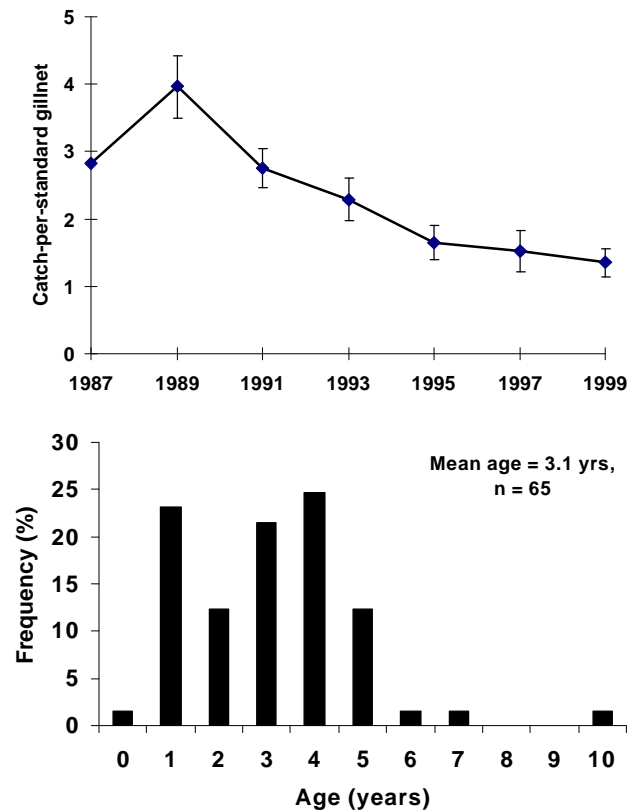 Catch-per-standard gillnet
5
4
3
2
1
0
1987 1989 1991 1993 1995 1997 1999
Frequency (%)
30
25
20
15
10
5
0
Mean age = 3.1 yrs,
n = 65
0 1 2 3 4 5 6 7 8 9 10
Age (years)